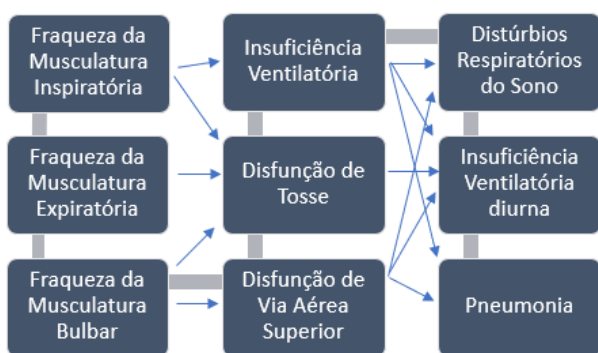 Fraqueza da
Musculatura
Inspiratória
Insuficiência
Ventilatória
Distúrbios
Respiratórios
do Sono
Fraqueza da
Musculatura
Expiratória
Disfunção de
Tosse
Insuficiência
Ventilatória
diurna
Fraqueza da
Musculatura
Bulbar
Disfunção de
Via Aérea
Superior
Pneumonia